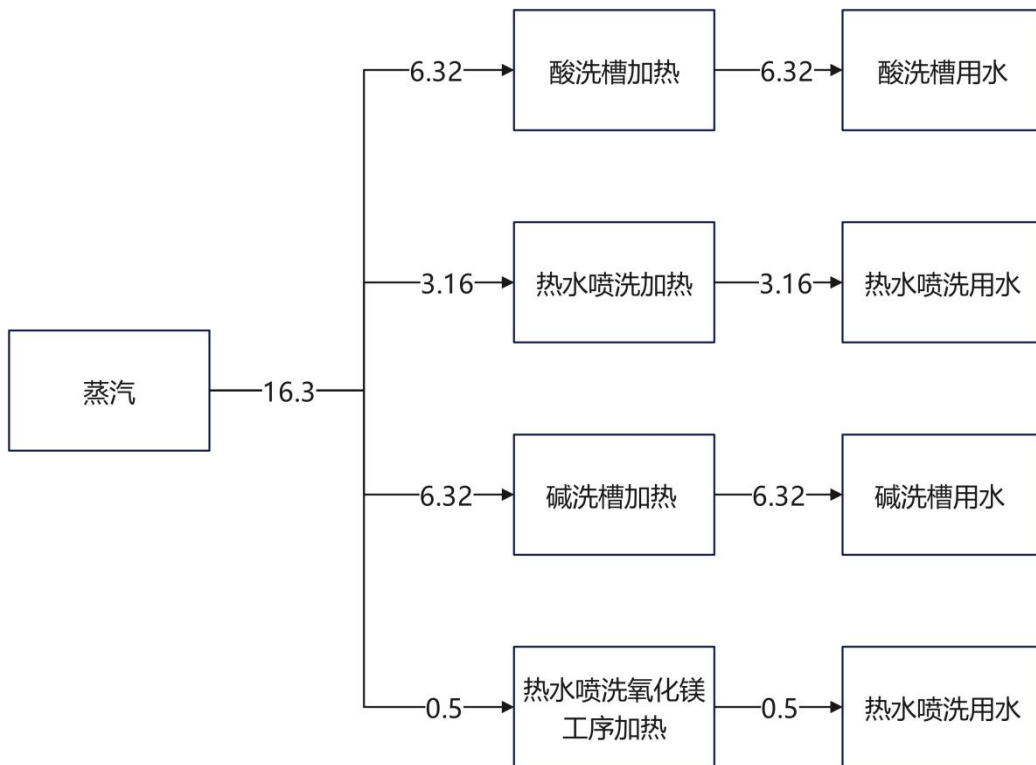 6.32
酸洗槽加热
6.32
酸洗槽用水
3.16
热水喷洗加热
3.16
热水喷洗用水
蒸汽
16.3
6.32
碱洗槽加热
6.32
碱洗槽用水
0.5
热水喷洗氧化镁
工序加热
0.5
热水喷洗用水